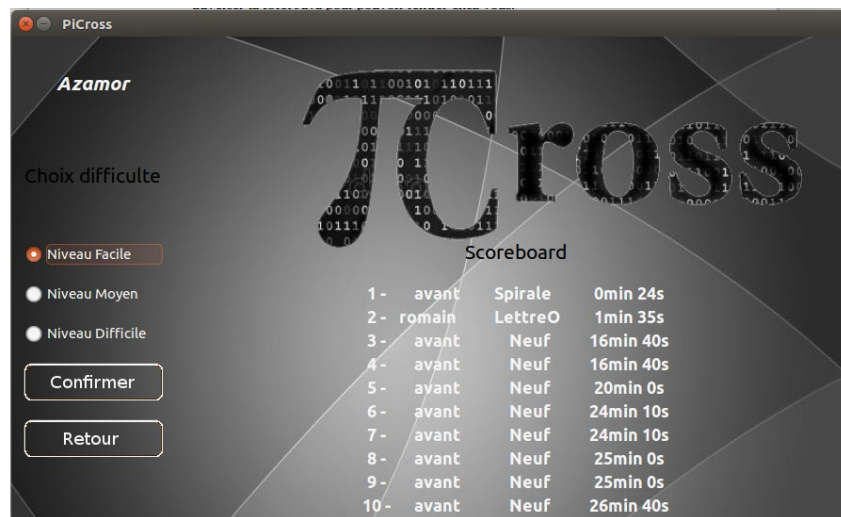 PiCross
Azamor
πCross
Choix difficulte
Niveau Facile
Niveau Moyen
Niveau Difficile
Confirmer
Retour
Scoreboard
1 - avant Spirale 0min 24s
2 - romain LettreO 1min 35s
3 - avant Neuf 16min 40s
4 - avant Neuf 16min 40s
5 - avant Neuf 20min 0s
6 - avant Neuf 24min 10s
7 - avant Neuf 24min 10s
8 - avant Neuf 25min 0s
9 - avant Neuf 25min 0s
10 - avant Neuf 26min 40s